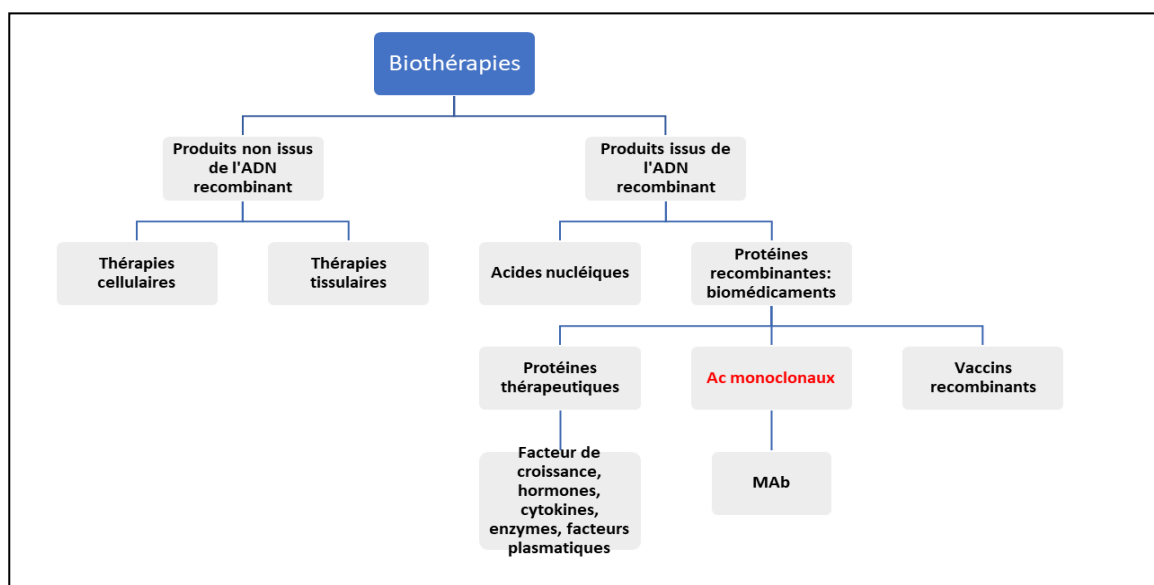 Biothérapies
Produits non issus
de l'ADN
recombinant
Produits issus de
l'ADN
recombinant
Thérapies
cellulaires
Thérapies
tissulaires
Acides nucléiques
Protéines
recombinantes:
biomédicaments
Protéines
thérapeutiques
Ac monoclonaux
Vaccins
recombinants
Facteur de
croissance,
hormones,
cytokines,
enzymes, facteurs
plasmatiques
MAb